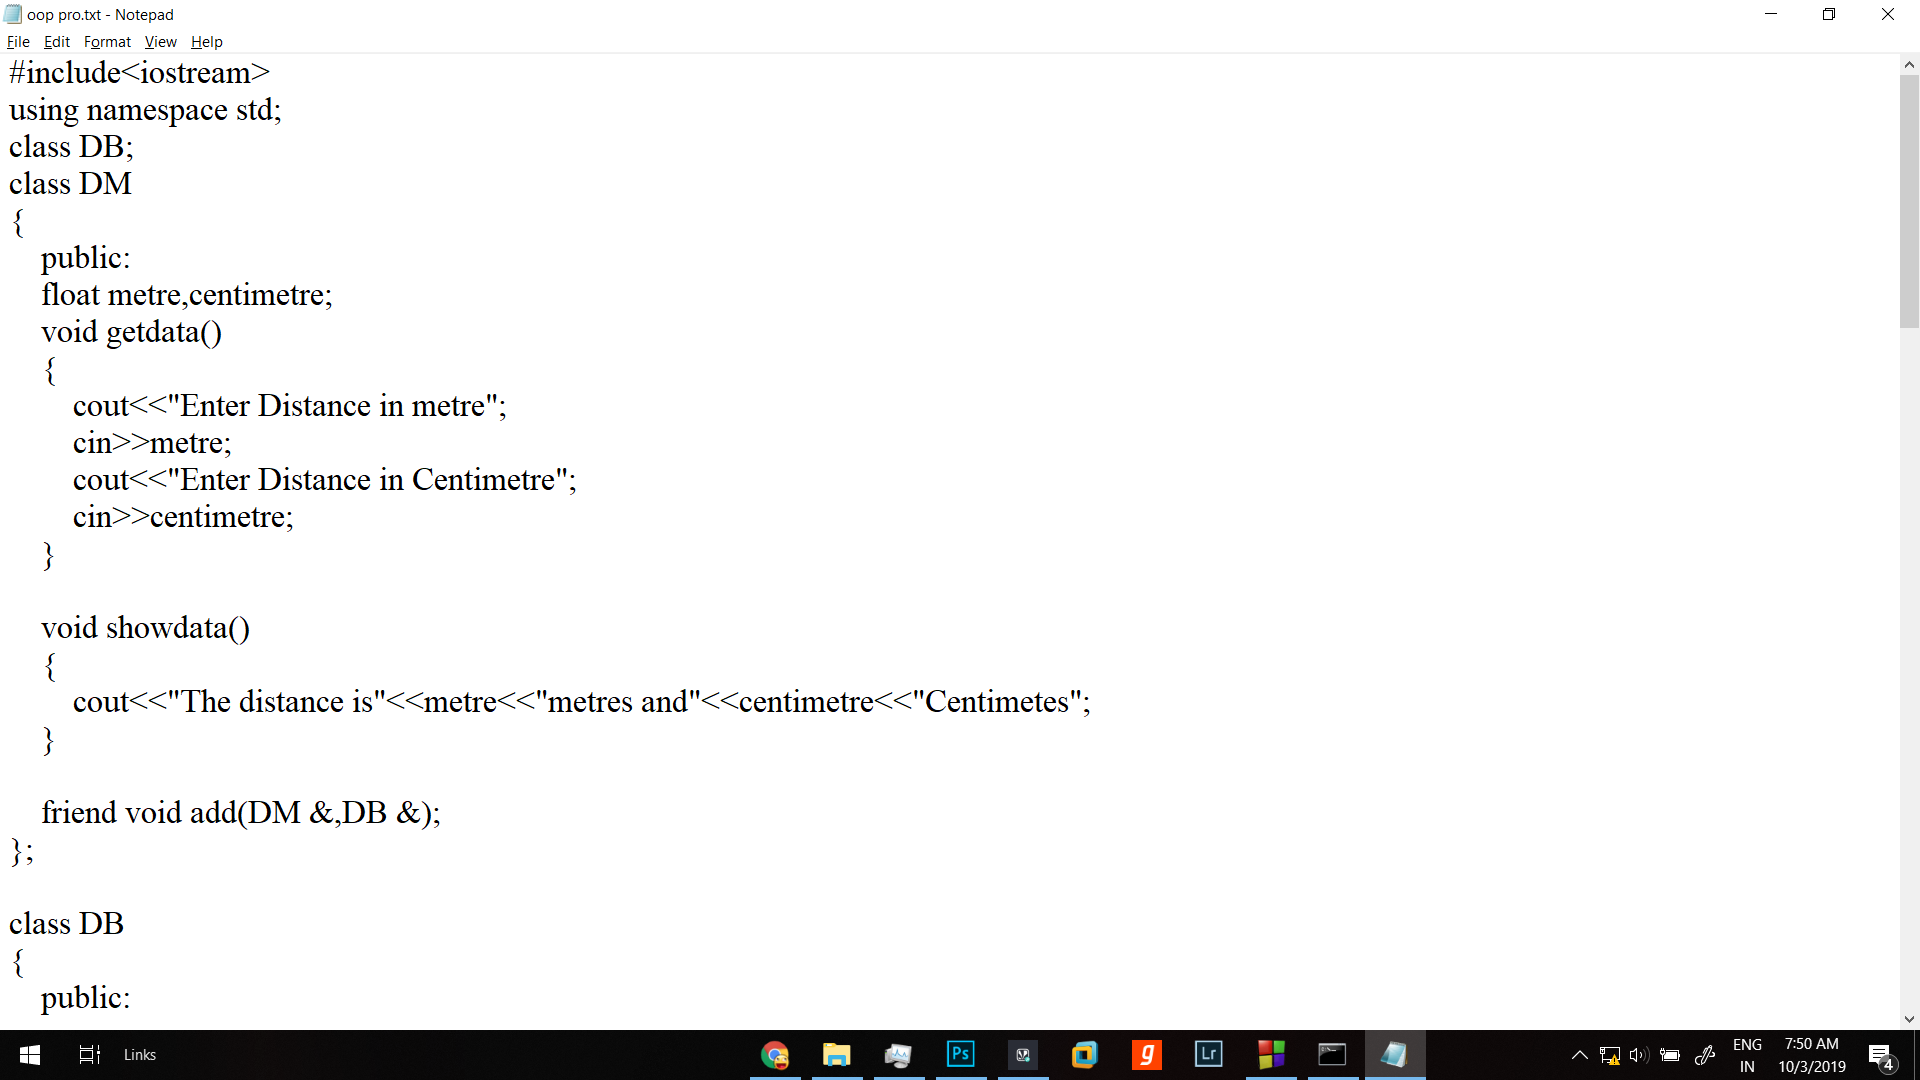 oop pro.txt - Notepad
File Edit Format View Help
#include<iostream>
using namespace std;
class DB;
class DM
{
public:
float metre,centimetre;
void getdata()
{
cout<<"Enter Distance in metre";
cin>>metre;
cout<<"Enter Distance in Centimetre";
cin>>centimetre;
}
void showdata()
{
cout<<"The distance is"<<metre<<"metres and"<<centimetre<<"Centimetes";
}
friend void add(DM &,DB &);
};
class DB
{
public:
Links
Ps
g
Lr
ENG
IN
7:50 AM
10/3/2019
4